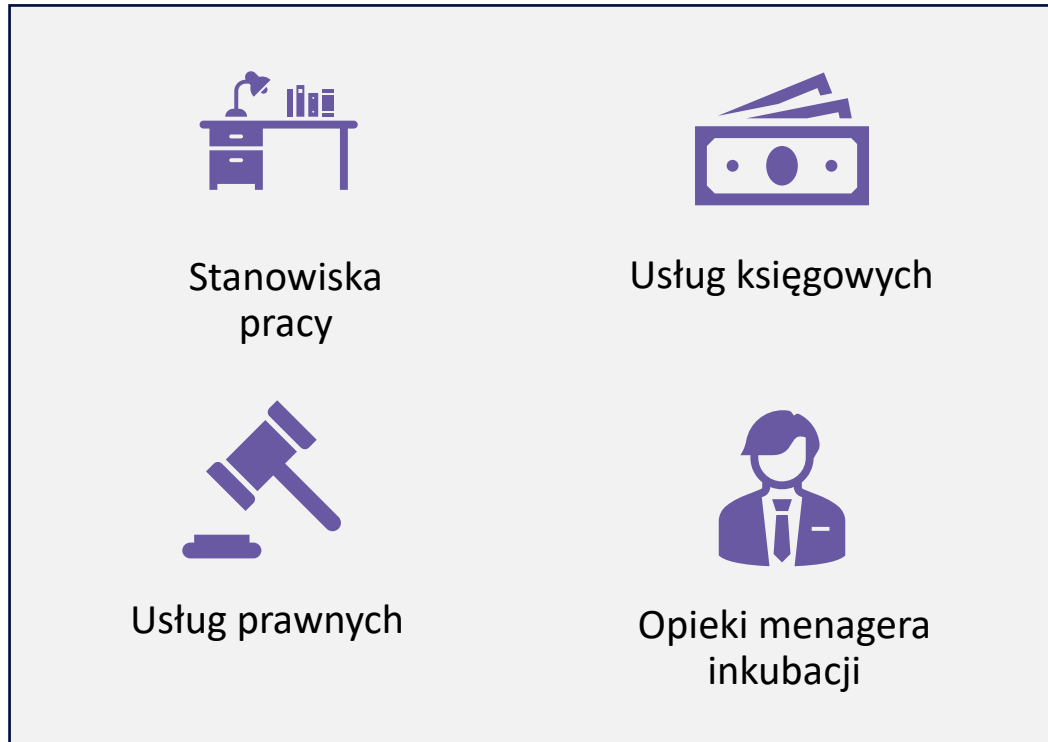 Stanowiska
pracy
Usług księgowych
Usług prawnych
Opieki menagera
inkubacji